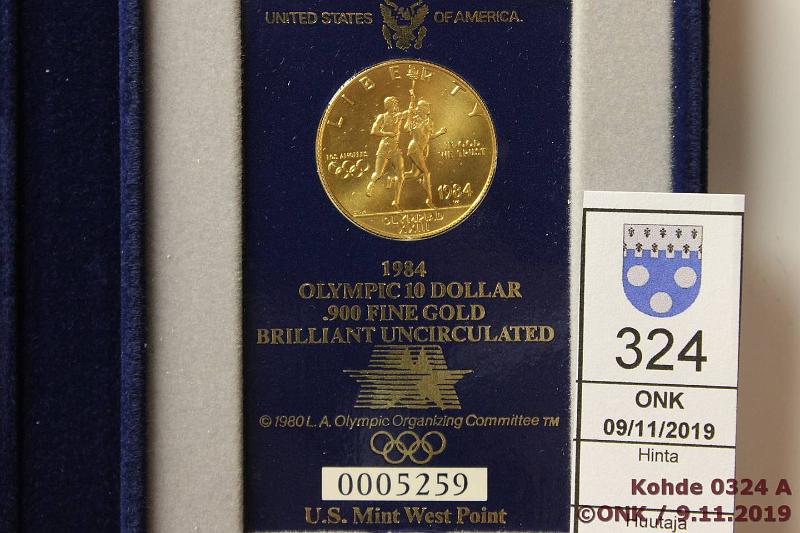 UNITED STATES OF AMERICA.
LIBERTY
LOS ANGELES
IN GOD
WE TRUST
1984
OLYMPIAD
XXIII
1984
OLYMPIC 10 DOLLAR
.900 FINE GOLD
BRILLIANT UNCIRCULATED
© 1980 L. A. Olympic Organizing Committee TM
0005259
U.S. Mint West Point
324
ONK
09/11/2019
Hinta
Huutaja
Kohde 0324 A
©ONK / 9.11.2019